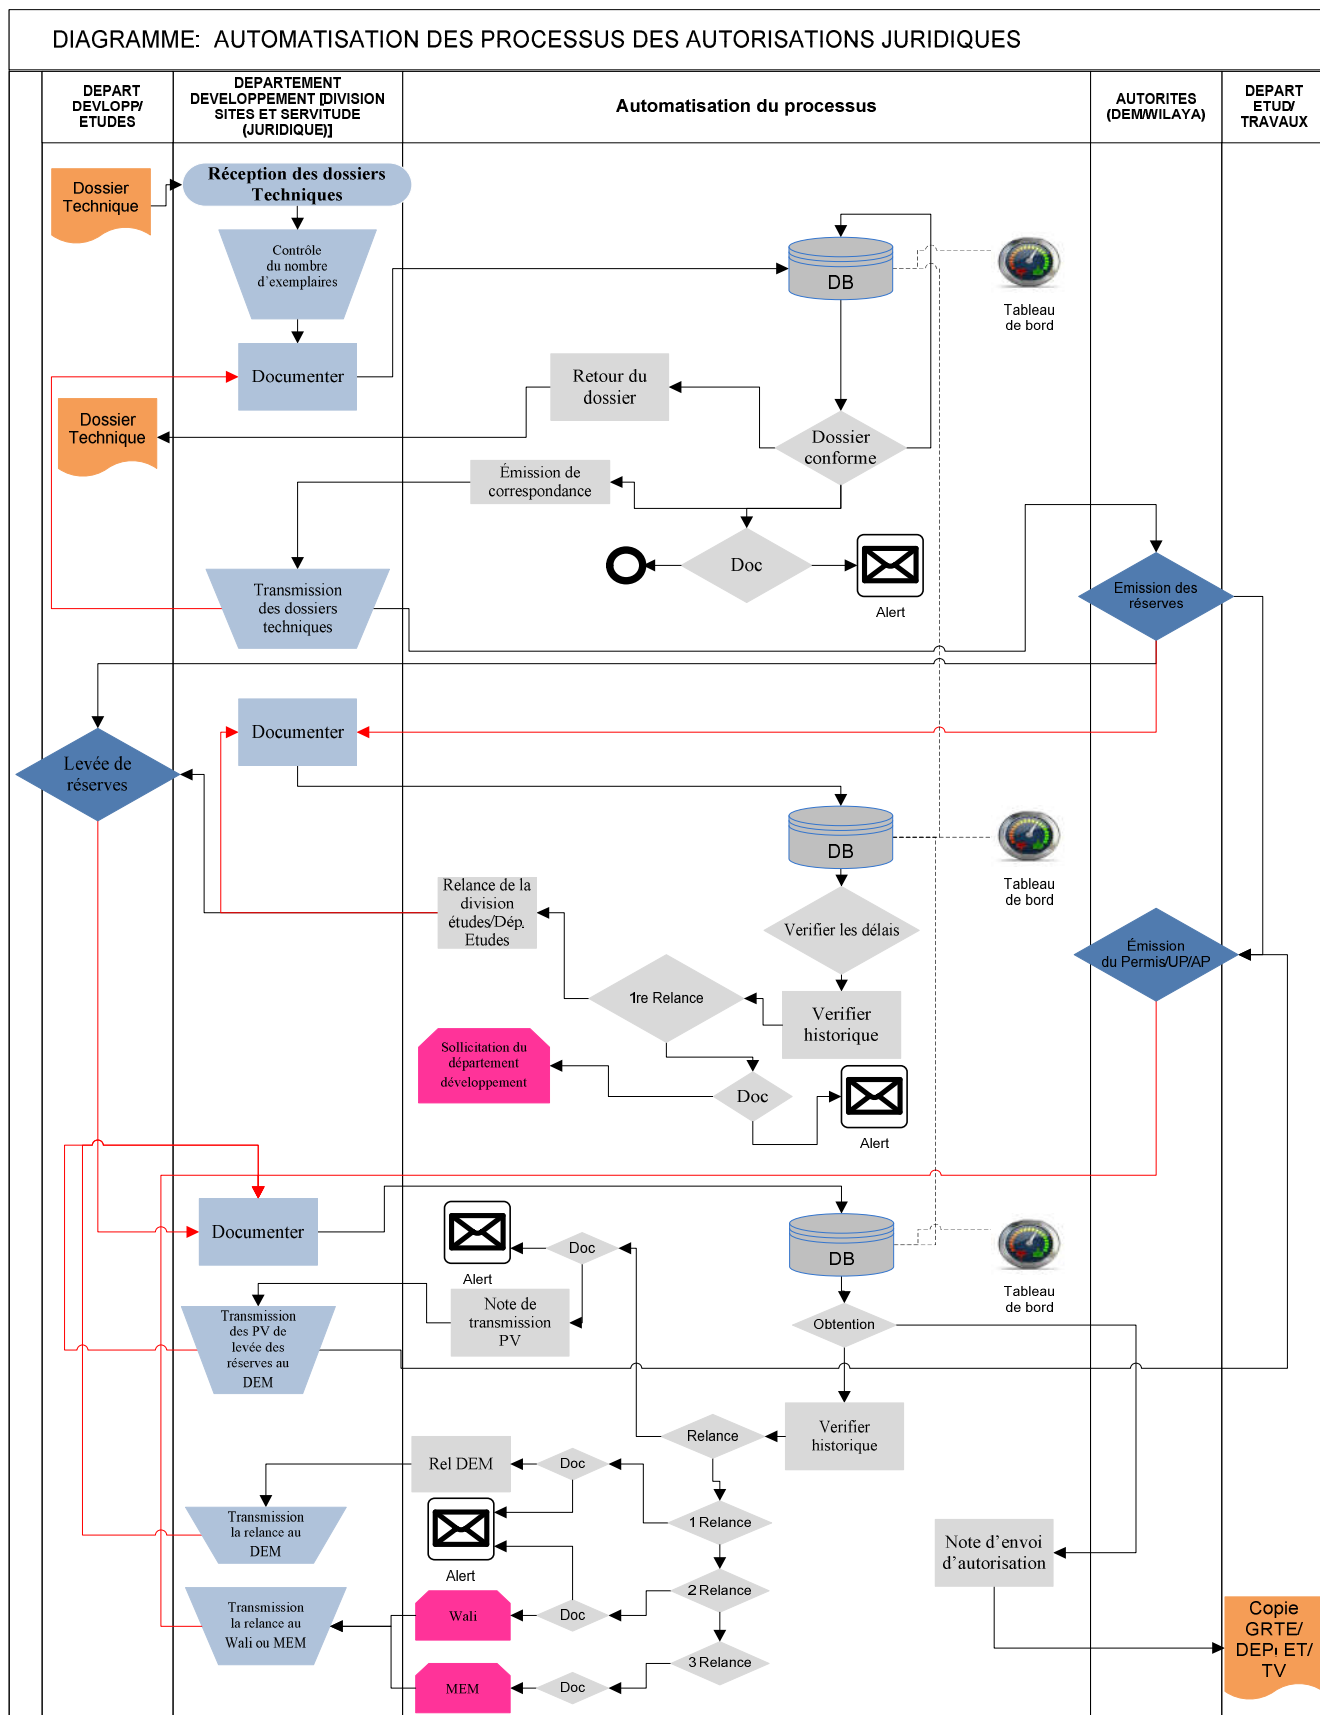 DIAGRAMME:  AUTOMATISATION DES PROCESSUS DES AUTORISATIONS JURIDIQUES
DEPART
DEVLOPP/
ETUDES
DEPARTEMENT
DEVELOPPEMENT [DIVISION
SITES ET SERVITUDE
(JURIDIQUE)]
Automatisation du processus
AUTORITES
(DEM/WILAYA)
DEPART
ETUD/
TRAVAUX
Dossier
Technique
Réception des dossiers
Techniques
Contrôle
du nombre
d'exemplaires
DB
Tableau
de bord
Documenter
Retour du
dossier
Dossier
Technique
Dossier
conforme
Émission de
correspondance
Doc
Alert
Transmission
des dossiers
techniques
Emission des
réserves
Documenter
Levée de
réserves
DB
Tableau
de bord
Relance de la
division
études/Dép.
Etudes
Verifier les délais
Émission
du Permis/UP/AP
1re Relance
Verifier
historique
Sollicitation du
département
développement
Doc
Alert
Documenter
Doc
Alert
DB
Tableau
de bord
Note de
transmission
PV
Obtention
Transmission
des PV de
levée des
réserves au
DEM
Relance
Verifier
historique
Rel DEM
Doc
1 Relance
Transmission
la relance au
DEM
Alert
Note d'envoi
d'autorisation
2 Relance
Transmission
la relance au
Wali ou MEM
Wali
Doc
3 Relance
MEM
Doc
Copie
GRTE/
DEP, ET/
TV